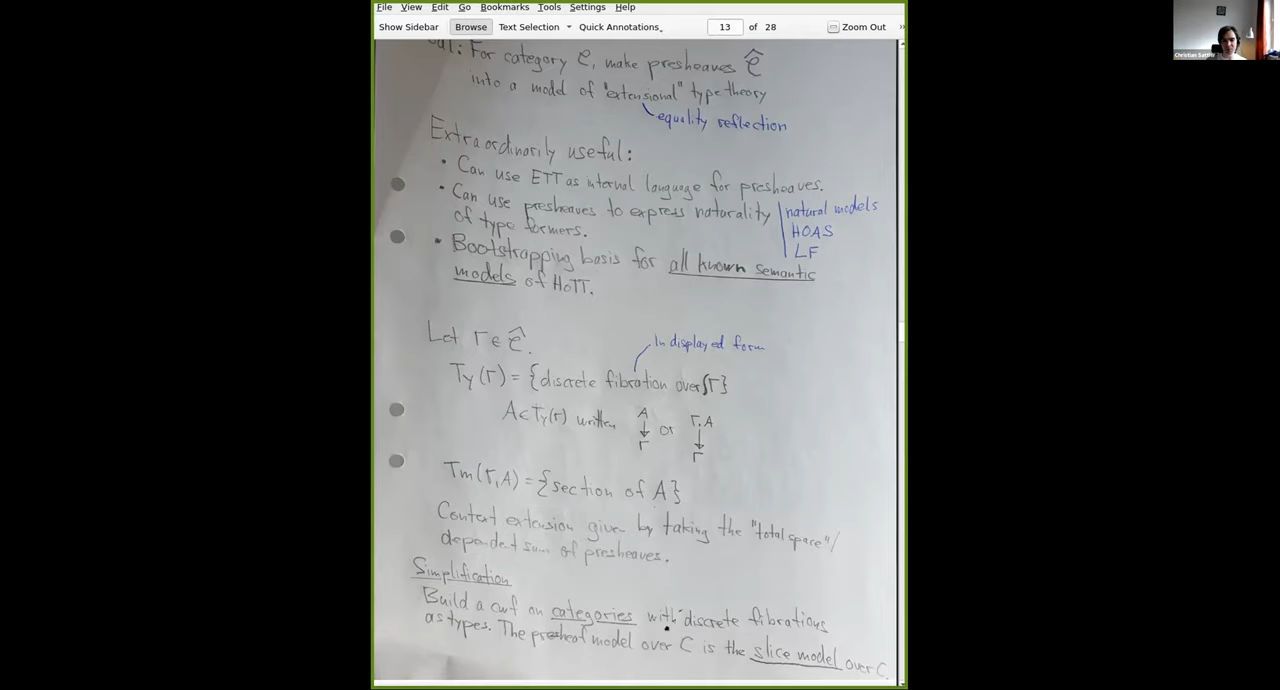 File View Edit Go Bookmarks Tools Settings Help
Show Sidebar Browse Text Selection Quick Annotations 13 of 28 Zoom Out »
For category C, make presheaves Ĉ
into a model of "extensional" type theory
equality reflection
Extraordinarily useful:
• Can use ETT as internal language for presheaves.
• Can use presheaves to express naturality
of type formers.
natural models
HOAS
LF
• Bootstrapping basis for all known semantic
models of HoTT.
Let Γ ∈ Ĉ.
In displayed form
Ty(Γ) = {discrete fibration over ∫Γ}
A ∈ Ty(Γ) written A ↓ Γ or Γ.A ↓ Γ
Tm(Γ,A) = {section of A}
Context extension given by taking the "total space"/
dependent sum of presheaves.
Simplification
Build a cwf on categories with discrete fibrations
as types. The presheaf model over C is the slice model over C.